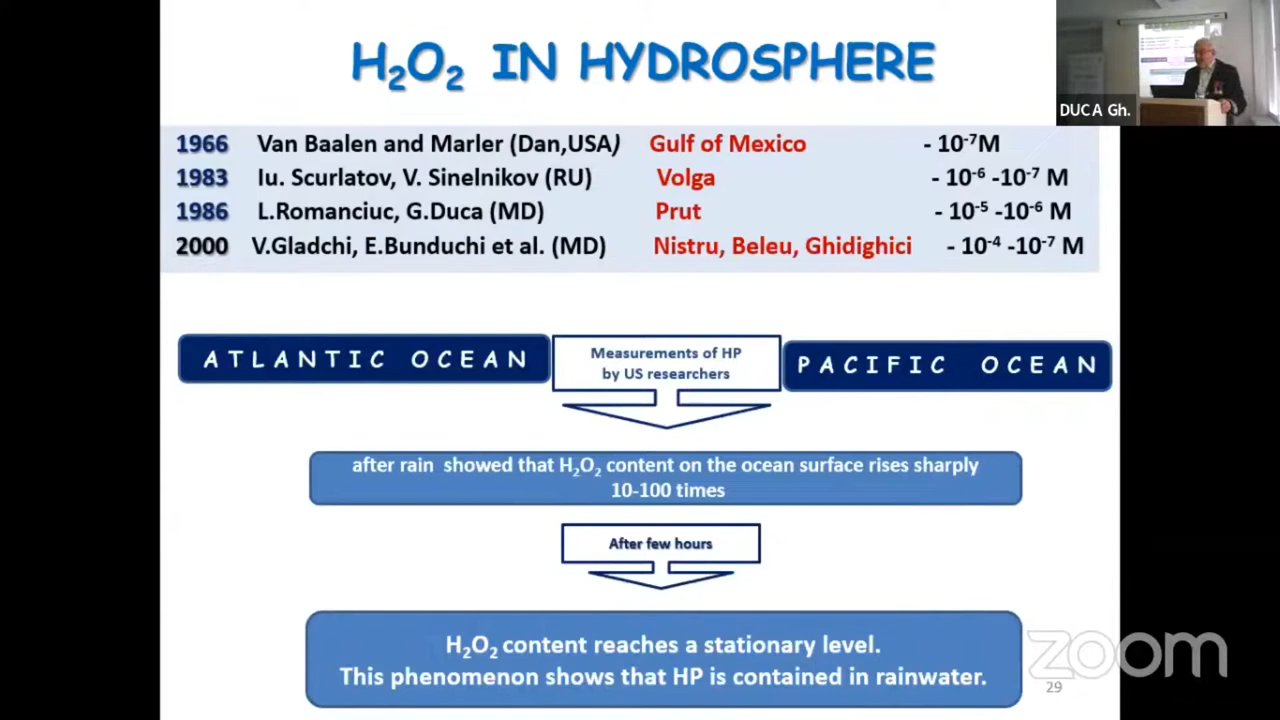 H₂O₂ IN HYDROSPHERE
DUCA Gh.
1966 Van Baalen and Marler (Dan,USA) Gulf of Mexico - 10⁻⁷M
1983 Iu. Scurlatov, V. Sinelnikov (RU) Volga - 10⁻⁶ -10⁻⁷ M
1986 L.Romanciuc, G.Duca (MD) Prut - 10⁻⁵ -10⁻⁶ M
2000 V.Gladchi, E.Bunduchi et al. (MD) Nistru, Beleu, Ghidighici - 10⁻⁴ -10⁻⁷ M
ATLANTIC OCEAN
Measurements of HP
by US researchers
PACIFIC OCEAN
after rain showed that H₂O₂ content on the ocean surface rises sharply
10-100 times
After few hours
H₂O₂ content reaches a stationary level.
This phenomenon shows that HP is contained in rainwater.
zoom
29